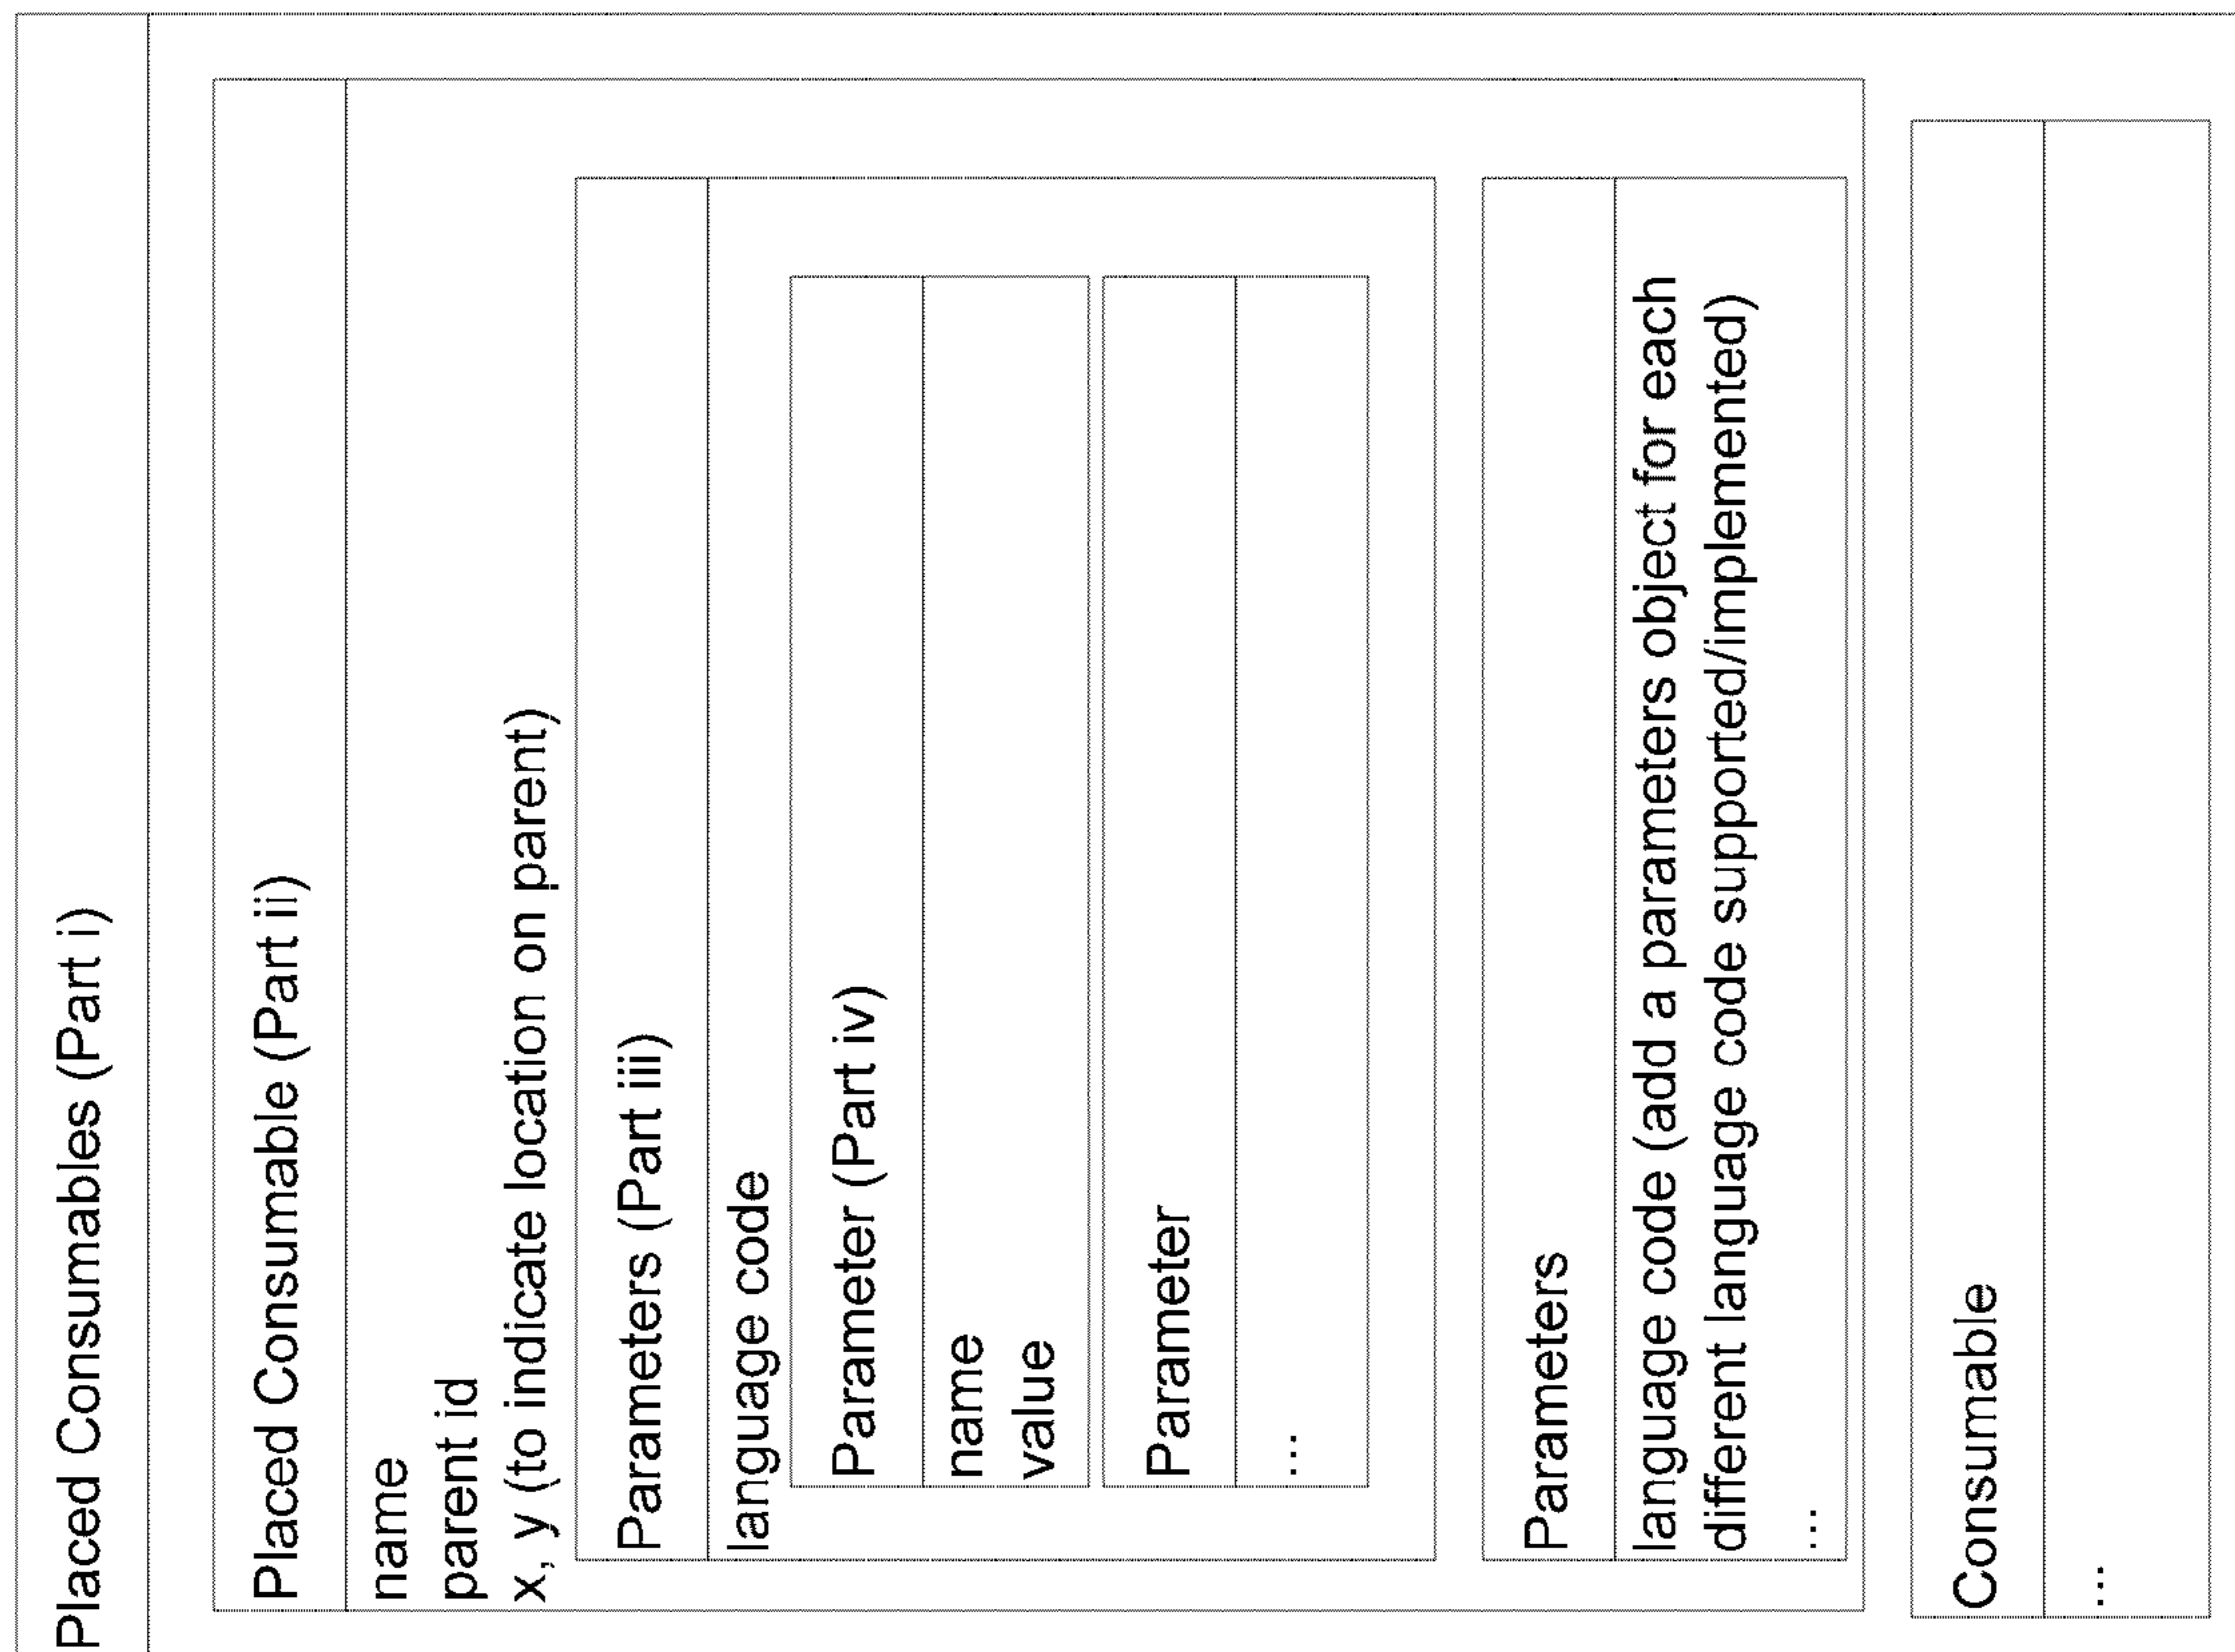 Placed Consumables (Part i)
Placed Consumable (Part ii)
name
parent id
x, y (to indicate location on parent)
Parameters (Part iii)
language code
Parameter (Part iv)
name
value
Parameter
...
Parameters
language code (add a parameters object for each
different language code supported/implemented)
...
Consumable
...